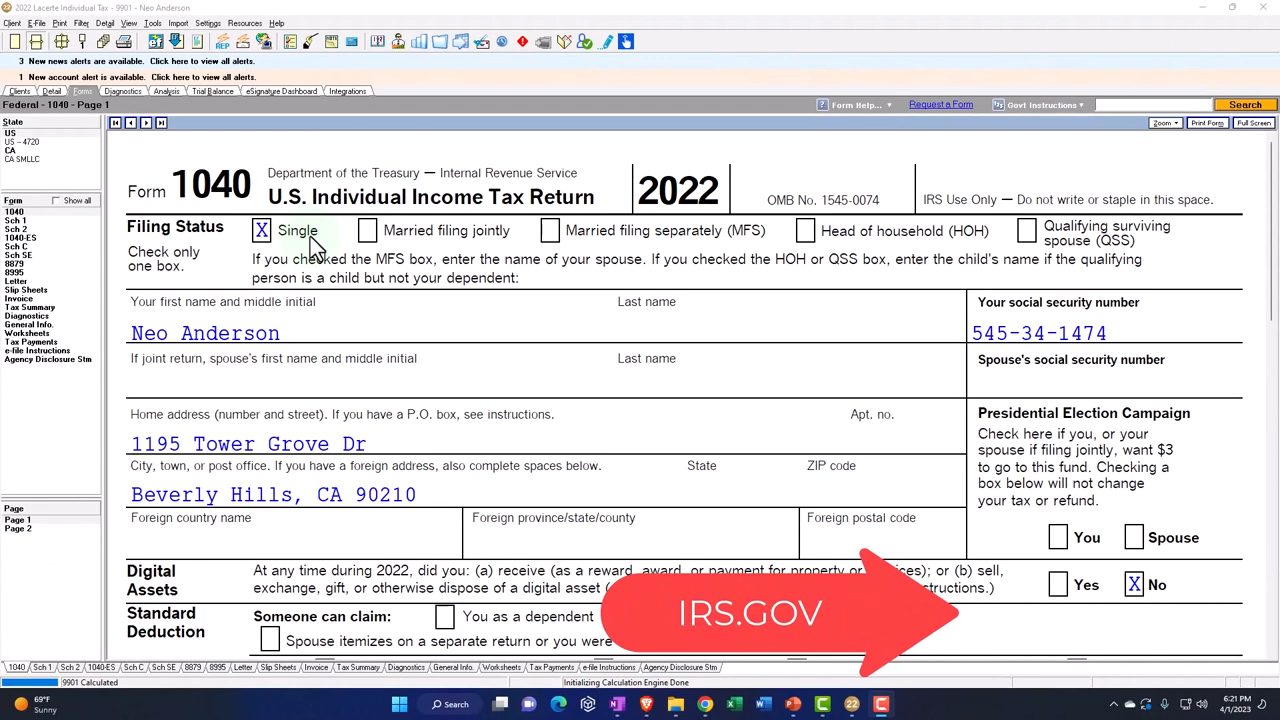 2022 Lacerte Individual Tax - 9901 - Neo Anderson
Client E-File Print Filter Detail View Tools Import Settings Resources Help
3 New news alerts are available. Click here to view all alerts.
1 New account alert is available. Click here to view all alerts.
Clients Detail Forms Diagnostics Analysis Trial Balance eSignature Dashboard Integrations
Federal - 1040 - Page 1
Form Help... Request a Form Govt Instructions Search
State
US
US - 4720
CA
CA SMLLC
Form Show all
1040
Sch 1
Sch 2
1040-ES
Sch C
Sch SE
8879
8995
Letter
Slip Sheets
Invoice
Tax Summary
Diagnostics
General Info.
Worksheets
Tax Payments
e-file Instructions
Agency Disclosure Stm
Page
Page 1
Page 2
Zoom Print Form Full Screen
Form 1040
Department of the Treasury — Internal Revenue Service
U.S. Individual Income Tax Return
2022
OMB No. 1545-0074
IRS Use Only — Do not write or staple in this space.
Filing Status
Check only
one box.
X Single Married filing jointly Married filing separately (MFS) Head of household (HOH) Qualifying surviving
spouse (QSS)
If you checked the MFS box, enter the name of your spouse. If you checked the HOH or QSS box, enter the child's name if the qualifying
person is a child but not your dependent:
Your first name and middle initial Last name Your social security number
Neo Anderson 545-34-1474
If joint return, spouse's first name and middle initial Last name Spouse's social security number
Home address (number and street). If you have a P.O. box, see instructions. Apt. no.
1195 Tower Grove Dr
City, town, or post office. If you have a foreign address, also complete spaces below. State ZIP code
Beverly Hills, CA 90210
Foreign country name Foreign province/state/county Foreign postal code
Presidential Election Campaign
Check here if you, or your
spouse if filing jointly, want $3
to go to this fund. Checking a
box below will not change
your tax or refund.
You Spouse
Digital
Assets
At any time during 2022, did you: (a) receive (as a reward, award, or payment for property or services); or (b) sell,
exchange, gift, or otherwise dispose of a digital asset ( instructions.)
Yes X No
Standard
Deduction
Someone can claim: You as a dependent
Spouse itemizes on a separate return or you were
IRS.GOV
1040 Sch 1 Sch 2 1040-ES Sch C Sch SE 8879 8995 Letter Slip Sheets Invoice Tax Summary Diagnostics General Info. Worksheets Tax Payments e-file Instructions Agency Disclosure Stm
9901 Calculated Initializing Calculation Engine Done
69°F
Sunny
Search
6:21 PM
4/1/2023